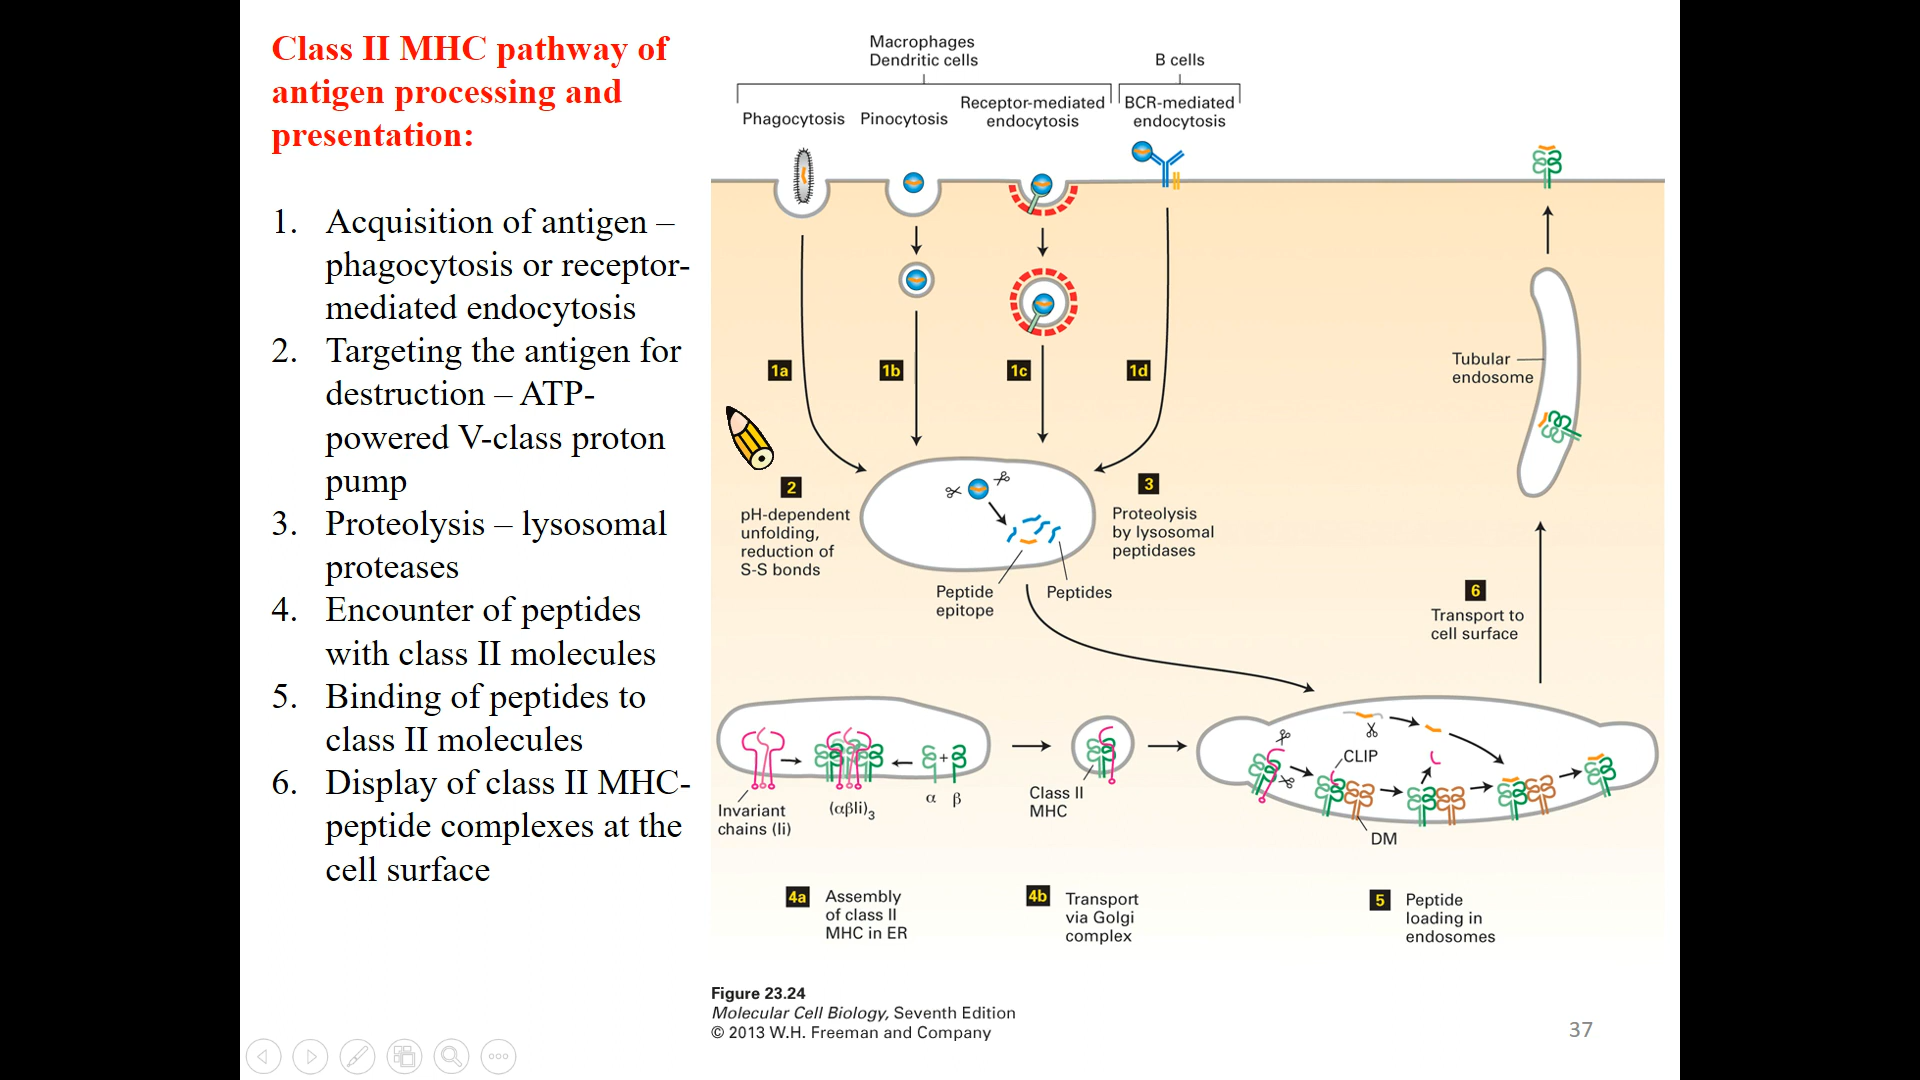 Class II MHC pathway of
antigen processing and
presentation:
1. Acquisition of antigen –
phagocytosis or receptor-
mediated endocytosis
2. Targeting the antigen for
destruction – ATP-
powered V-class proton
pump
3. Proteolysis – lysosomal
proteases
4. Encounter of peptides
with class II molecules
5. Binding of peptides to
class II molecules
6. Display of class II MHC-
peptide complexes at the
cell surface
Macrophages
Dendritic cells
B cells
Phagocytosis
Pinocytosis
Receptor-mediated
endocytosis
BCR-mediated
endocytosis
1a
1b
1c
1d
Tubular
endosome
2
pH-dependent
unfolding,
reduction of
S-S bonds
3
Proteolysis
by lysosomal
peptidases
Peptide
epitope
Peptides
6
Transport to
cell surface
Invariant
chains (Ii)
(αβIi)3
+
α
β
Class II
MHC
CLIP
DM
4a
Assembly
of class II
MHC in ER
4b
Transport
via Golgi
complex
5
Peptide
loading in
endosomes
Figure 23.24
Molecular Cell Biology, Seventh Edition
© 2013 W.H. Freeman and Company
37